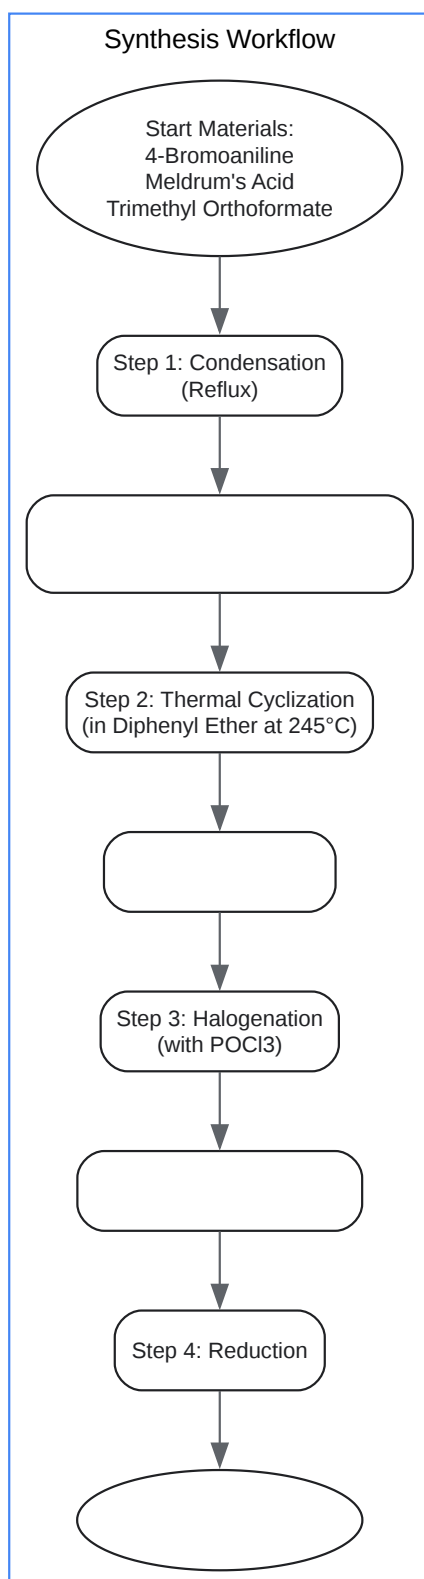 Synthesis Workflow
Start Materials:
4-Bromoaniline
Meldrum's Acid
Trimethyl Orthoformate
Step 1: Condensation
(Reflux)
Step 2: Thermal Cyclization
(in Diphenyl Ether at 245°C)
Step 3: Halogenation
(with POCl3)
Step 4: Reduction